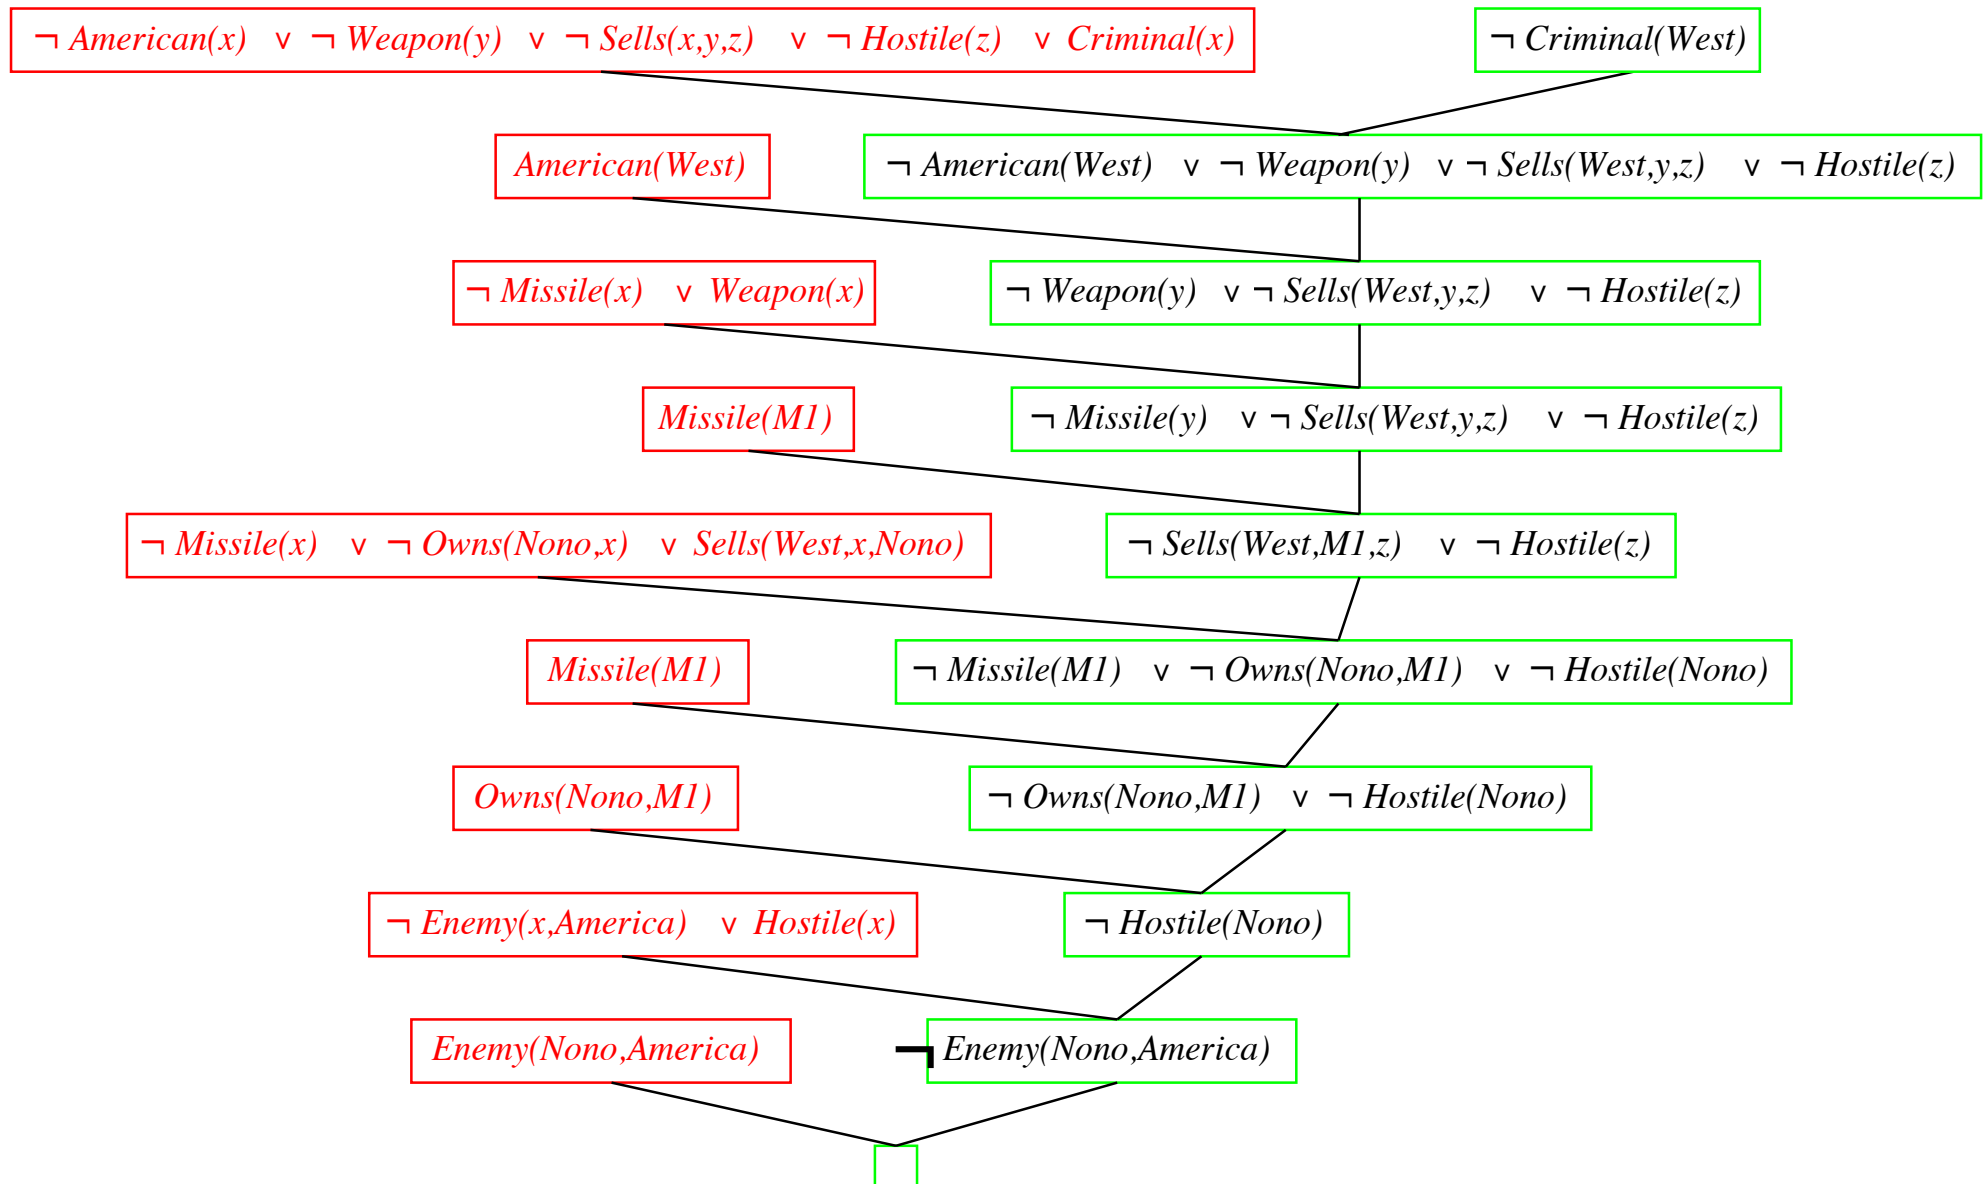 ¬ American(x) ∨ ¬ Weapon(y) ∨ ¬ Sells(x,y,z) ∨ ¬ Hostile(z) ∨ Criminal(x)
¬ Criminal(West)
American(West)
¬ American(West) ∨ ¬ Weapon(y) ∨ ¬ Sells(West,y,z) ∨ ¬ Hostile(z)
¬ Missile(x) ∨ Weapon(x)
¬ Weapon(y) ∨ ¬ Sells(West,y,z) ∨ ¬ Hostile(z)
Missile(M1)
¬ Missile(y) ∨ ¬ Sells(West,y,z) ∨ ¬ Hostile(z)
¬ Missile(x) ∨ ¬ Owns(Nono,x) ∨ Sells(West,x,Nono)
¬ Sells(West,M1,z) ∨ ¬ Hostile(z)
Missile(M1)
¬ Missile(M1) ∨ ¬ Owns(Nono,M1) ∨ ¬ Hostile(Nono)
Owns(Nono,M1)
¬ Owns(Nono,M1) ∨ ¬ Hostile(Nono)
¬ Enemy(x,America) ∨ Hostile(x)
¬ Hostile(Nono)
Enemy(Nono,America)
¬ Enemy(Nono,America)